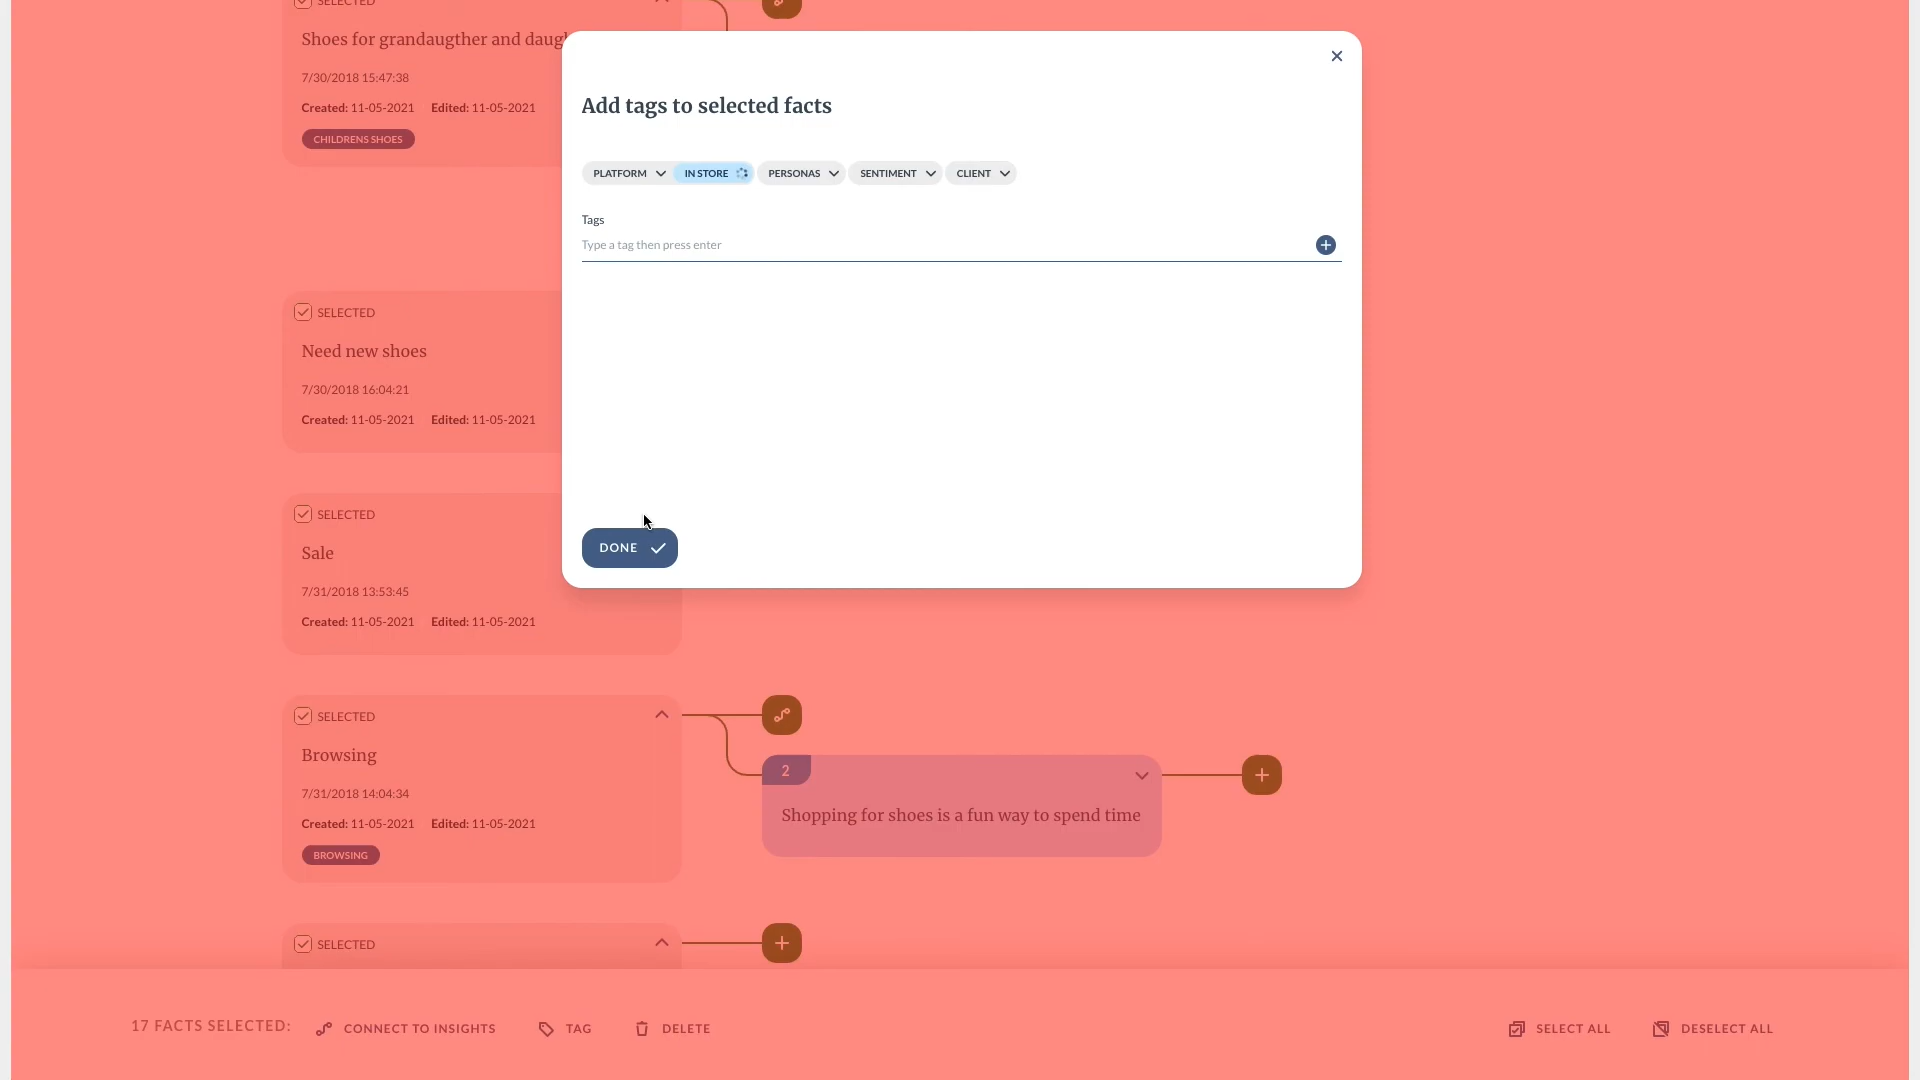 SELECTED
Shoes for grandaugther and daugh
7/30/2018 15:47:38
Created: 11-05-2021 Edited: 11-05-2021
CHILDRENS SHOES
Add tags to selected facts
PLATFORM IN STORE PERSONAS SENTIMENT CLIENT
Tags
Type a tag then press enter
DONE
SELECTED
Need new shoes
7/30/2018 16:04:21
Created: 11-05-2021 Edited: 11-05-2021
SELECTED
Sale
7/31/2018 13:53:45
Created: 11-05-2021 Edited: 11-05-2021
SELECTED
Browsing
7/31/2018 14:04:34
Created: 11-05-2021 Edited: 11-05-2021
BROWSING
2
Shopping for shoes is a fun way to spend time
SELECTED
17 FACTS SELECTED: CONNECT TO INSIGHTS TAG DELETE SELECT ALL DESELECT ALL